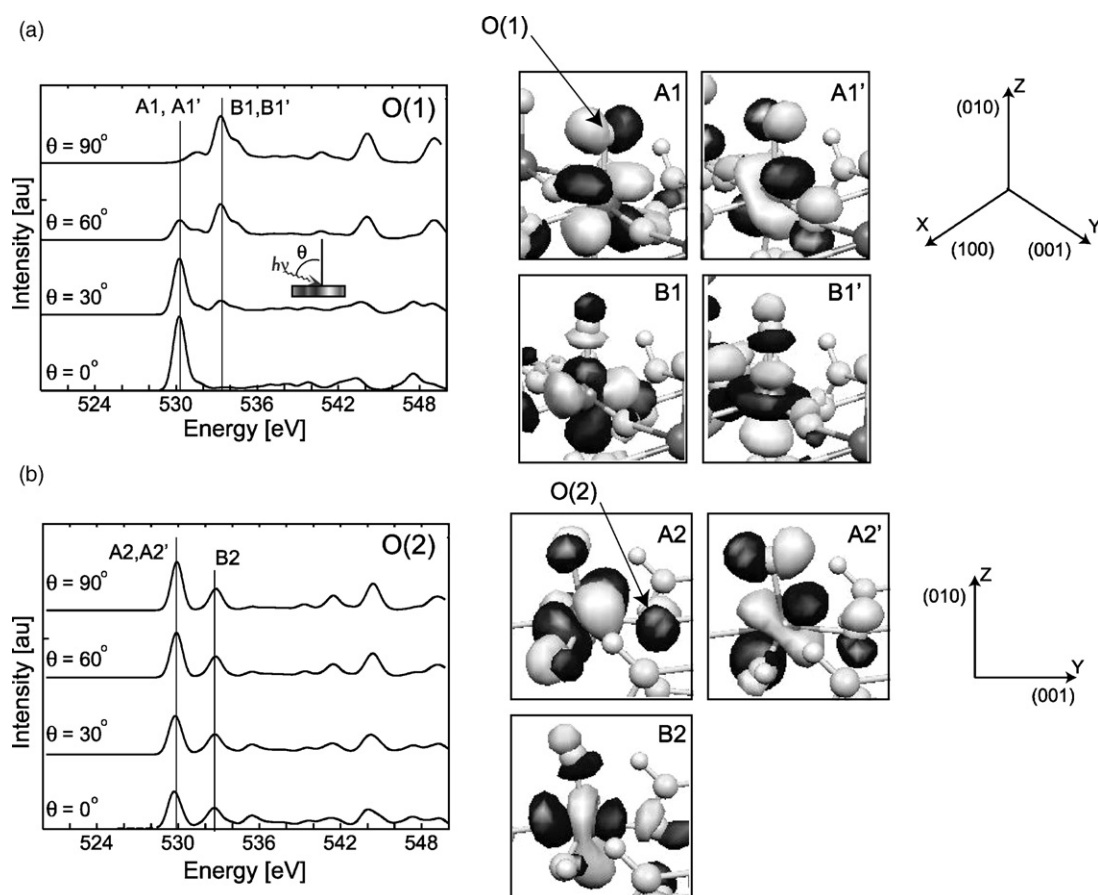 (a)
O(1)
A1, A1’
B1,B1’
O(1)
θ = 90°
θ = 60°
θ = 30°
θ = 0°
hν
θ
Intensity [au]
524
530
536
542
548
Energy [eV]
A1
A1’
B1
B1’
Z
(010)
X
(100)
(001)
Y
(b)
O(2)
A2,A2’
B2
O(2)
θ = 90°
θ = 60°
θ = 30°
θ = 0°
Intensity [au]
524
530
536
542
548
Energy [eV]
A2
A2’
B2
Z
(010)
Y
(001)